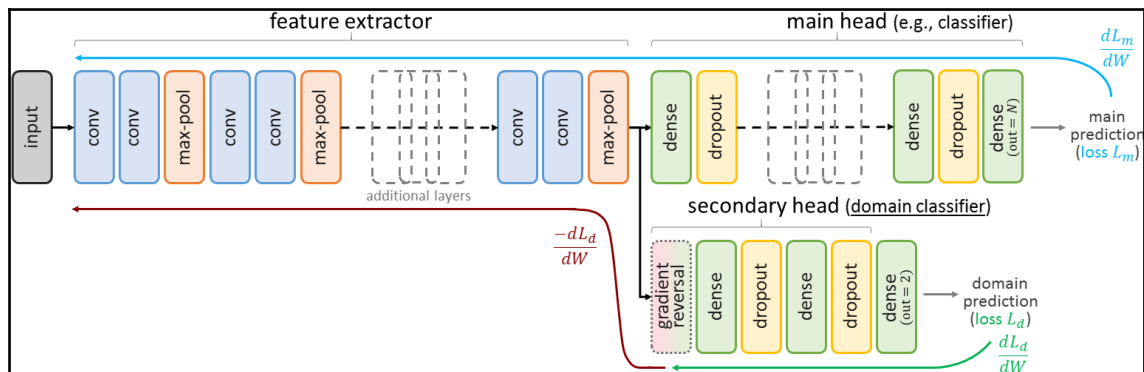 feature extractor
main head (e.g., classifier)
dL_m
dW
input
conv
conv
max-pool
conv
conv
max-pool
additional layers
conv
conv
max-pool
dense
dropout
dense
dropout
dense
(out = N)
main
prediction
(loss L_m)
secondary head (domain classifier)
−dL_d
dW
gradient
reversal
dense
dropout
dense
dropout
dense
(out = 2)
domain
prediction
(loss L_d)
dL_d
dW